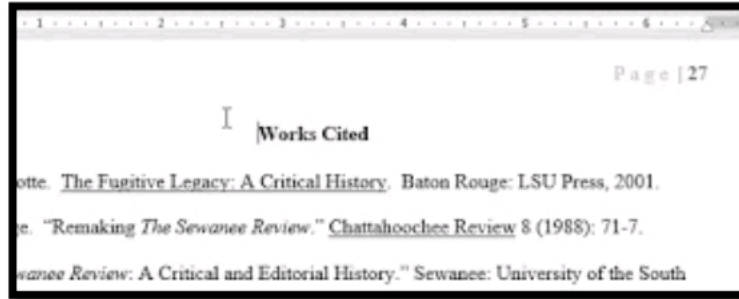 1 2 3 4 5 6
Page | 27
Works Cited
otte. The Fugitive Legacy: A Critical History. Baton Rouge: LSU Press, 2001.
e. “Remaking The Sewanee Review.” Chattahoochee Review 8 (1988): 71-7.
wanee Review: A Critical and Editorial History.” Sewanee: University of the South